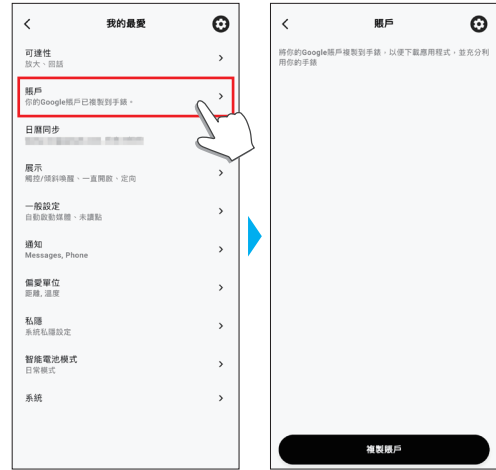 我的最愛
可達性
放大、回話
賬戶
你的Google賬戶已複製到手錶。
日曆同步
展示
觸控/傾斜喚醒、一直開啟、定向
一般設定
自動啟動媒體、未讀點
通知
Messages, Phone
偏愛單位
距離, 溫度
私隱
系統私隱設定
智能電池模式
日常模式
系統
賬戶
將你的Google賬戶複製到手錶，以便下載應用程式，並充分利
用你的手錶
複製賬戶